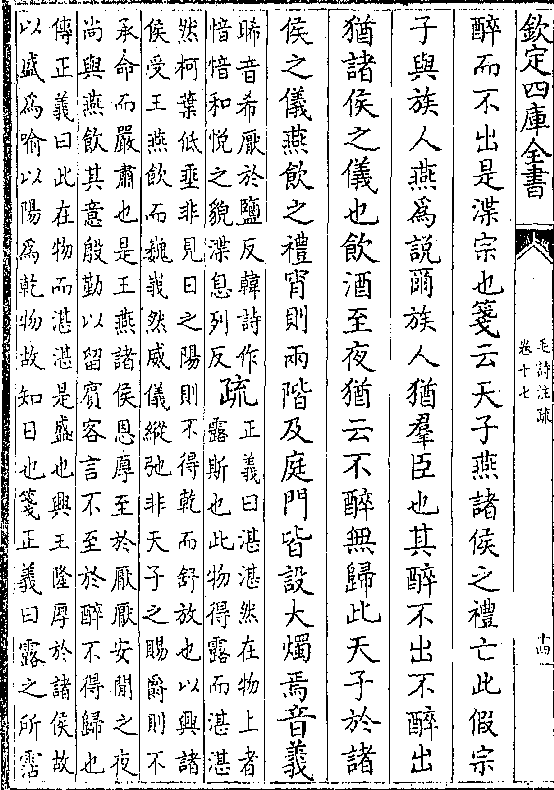 欽定四庫全書
毛詩注疏
卷十七
十四
醉而不出是渫宗也箋云天子燕諸侯之禮亡此假宗
子與族人燕爲説爾族人猶羣臣也其醉不出不醉出
猶諸侯之儀也飲酒至夜猶云不醉無歸此天子於諸
侯之儀燕飲之禮宵則兩階及庭門皆設大燭焉音義
晞音希厭於鹽反韓詩作
愔愔和悦之貌渫息列反
疏
正義曰湛湛然在物上者
露斯也此物得露而湛湛
然柯葉低垂非見日之陽則不得乾而舒放也以興諸
侯受王燕飲而巍峩然威儀縱弛非天子之賜爵則不
承命而嚴肅也是王燕諸侯恩厚至於厭厭安閒之夜
尚與燕飲其意殷勤以留賓客言不至於醉不得歸也
傳正義曰此在物而湛湛是盛也興王隆厚於諸侯故
以盛爲喻以陽爲乾物故知日也箋正義曰露之所霑